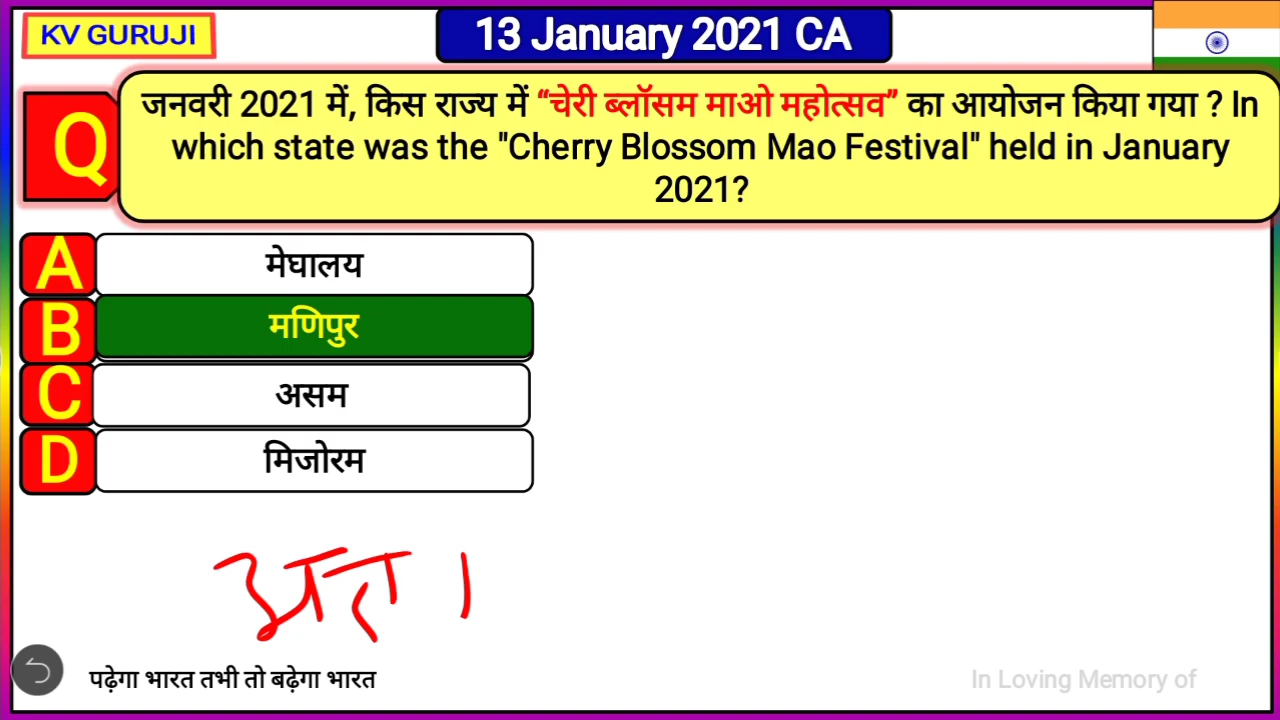 KV GURUJI
13 January 2021 CA
Q
जनवरी 2021 में, किस राज्य में “चेरी ब्लॉसम माओ महोत्सव” का आयोजन किया गया ? In
which state was the "Cherry Blossom Mao Festival" held in January
2021?
A मेघालय
B मणिपुर
C असम
D मिजोरम
पढ़ेगा भारत तभी तो बढ़ेगा भारत
In Loving Memory of